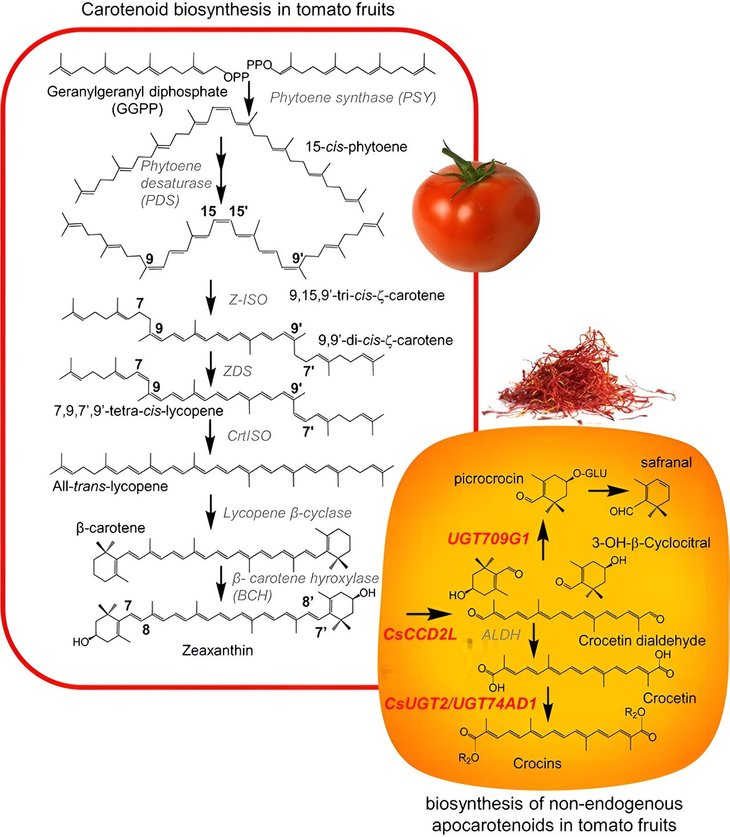 Carotenoid biosynthesis in tomato fruits
OPP
PPO
Geranylgeranyl diphosphate
(GGPP)
Phytoene synthase (PSY)
15-cis-phytoene
Phytoene
desaturase
(PDS)
15 15'
9 9'
Z-ISO
9,15,9'-tri-cis-ζ-carotene
7
9 9'
9,9'-di-cis-ζ-carotene
7'
7
ZDS
9 9'
7,9,7',9'-tetra-cis-lycopene
7'
CrtISO
All-trans-lycopene
Lycopene β-cyclase
β-carotene
β- carotene hyroxylase
(BCH)
8' OH
7
8 7'
HO
Zeaxanthin
safranal
picrocrocin
O-GLU
O
OHC
UGT709G1
3-OH-β-Cyclocitral
O
OH
HO
O
O O
CsCCD2L
ALDH
Crocetin dialdehyde
O
OH
OH
O
Crocetin
CsUGT2/UGT74AD1
R₂O
O
O
R₂O
Crocins
biosynthesis of non-endogenous
apocarotenoids in tomato fruits